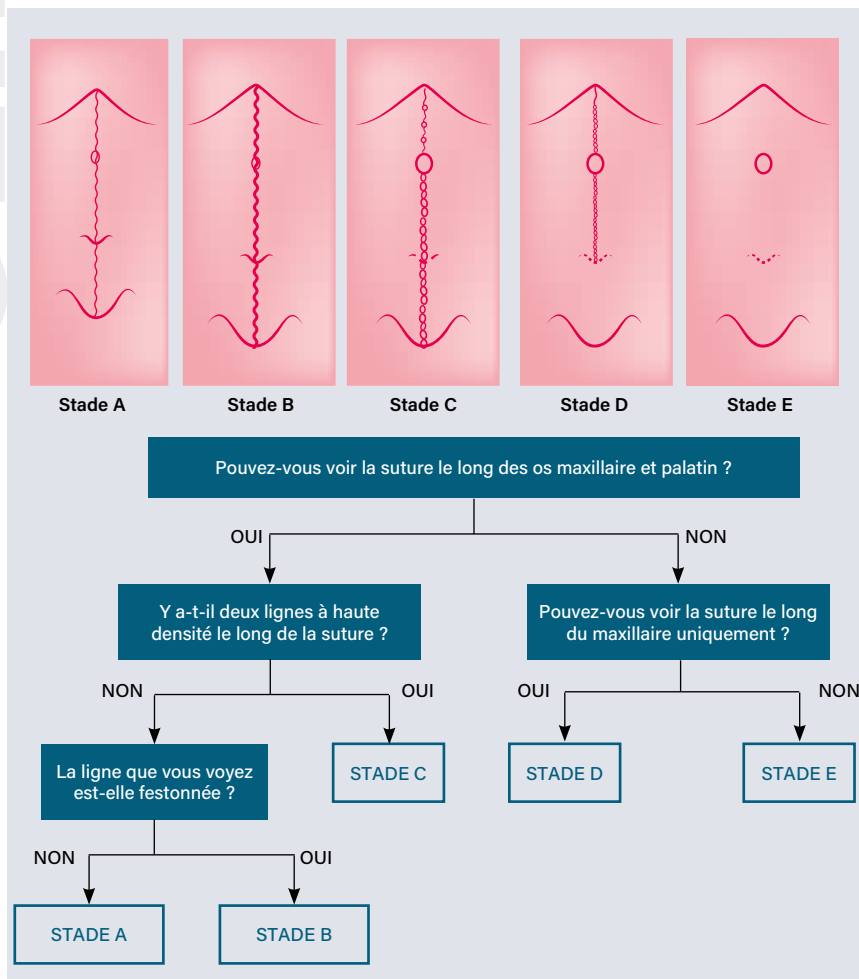 Stade A
Stade B
Stade C
Stade D
Stade E
Pouvez-vous voir la suture le long des os maxillaire et palatin ?
OUI
NON
Y a-t-il deux lignes à haute
densité le long de la suture ?
Pouvez-vous voir la suture le long
du maxillaire uniquement ?
NON
OUI
OUI
NON
La ligne que vous voyez
est-elle festonnée ?
STADE C
STADE D
STADE E
NON
OUI
STADE A
STADE B